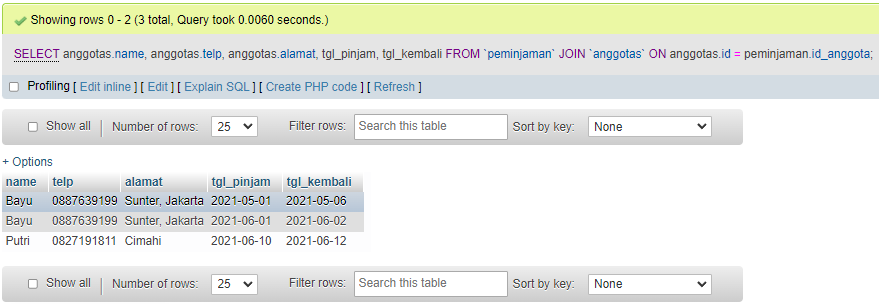 Showing rows 0 - 2 (3 total, Query took 0.0060 seconds.)
SELECT anggotas.name, anggotas.telp, anggotas.alamat, tgl_pinjam, tgl_kembali FROM `peminjaman` JOIN `anggotas` ON anggotas.id = peminjaman.id_anggota;
Profiling [ Edit inline ] [ Edit ] [ Explain SQL ] [ Create PHP code ] [ Refresh ]
Show all Number of rows: 25 Filter rows: Search this table Sort by key: None
+ Options
name telp alamat tgl_pinjam tgl_kembali
Bayu 0887639199 Sunter, Jakarta 2021-05-01 2021-05-06
Bayu 0887639199 Sunter, Jakarta 2021-06-01 2021-06-02
Putri 0827191811 Cimahi 2021-06-10 2021-06-12
Show all Number of rows: 25 Filter rows: Search this table Sort by key: None